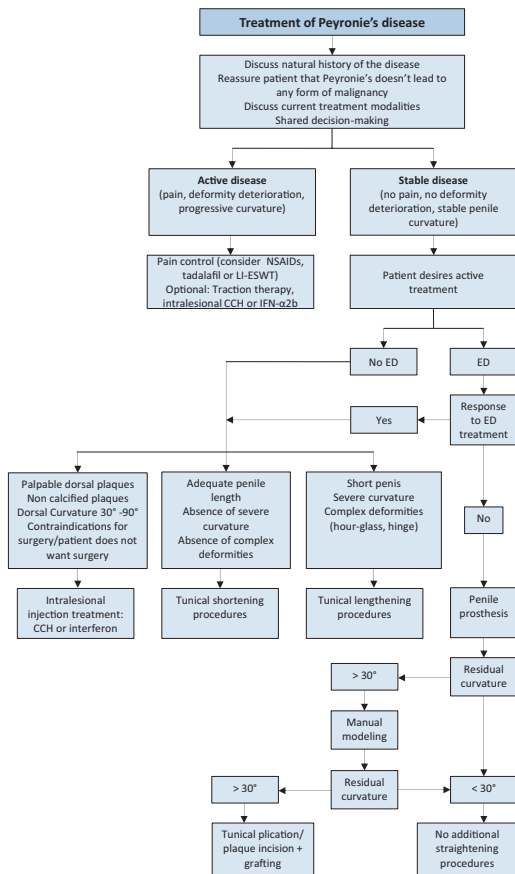 Treatment of Peyronie's disease
Discuss natural history of the disease
Reassure patient that Peyronie's doesn't lead to
any form of malignancy
Discuss current treatment modalities
Shared decision-making
Active disease
(pain, deformity deterioration,
progressive curvature)
Stable disease
(no pain, no deformity
deterioration, stable penile
curvature)
Pain control (consider NSAIDs,
tadalafil or LI-ESWT)
Optional: Traction therapy,
intralesional CCH or IFN-α2b
Patient desires active
treatment
No ED
ED
Yes
Response
to ED
treatment
Palpable dorsal plaques
Non calcified plaques
Dorsal Curvature 30° -90°
Contraindications for
surgery/patient does not
want surgery
Adequate penile
length
Absence of severe
curvature
Absence of complex
deformities
Short penis
Severe curvature
Complex deformities
(hour-glass, hinge)
No
Intralesional
injection treatment:
CCH or interferon
Tunical shortening
procedures
Tunical lengthening
procedures
Penile
prosthesis
> 30°
Residual
curvature
Manual
modeling
> 30°
Residual
curvature
< 30°
Tunical plication/
plaque incision +
grafting
No additional
straightening
procedures